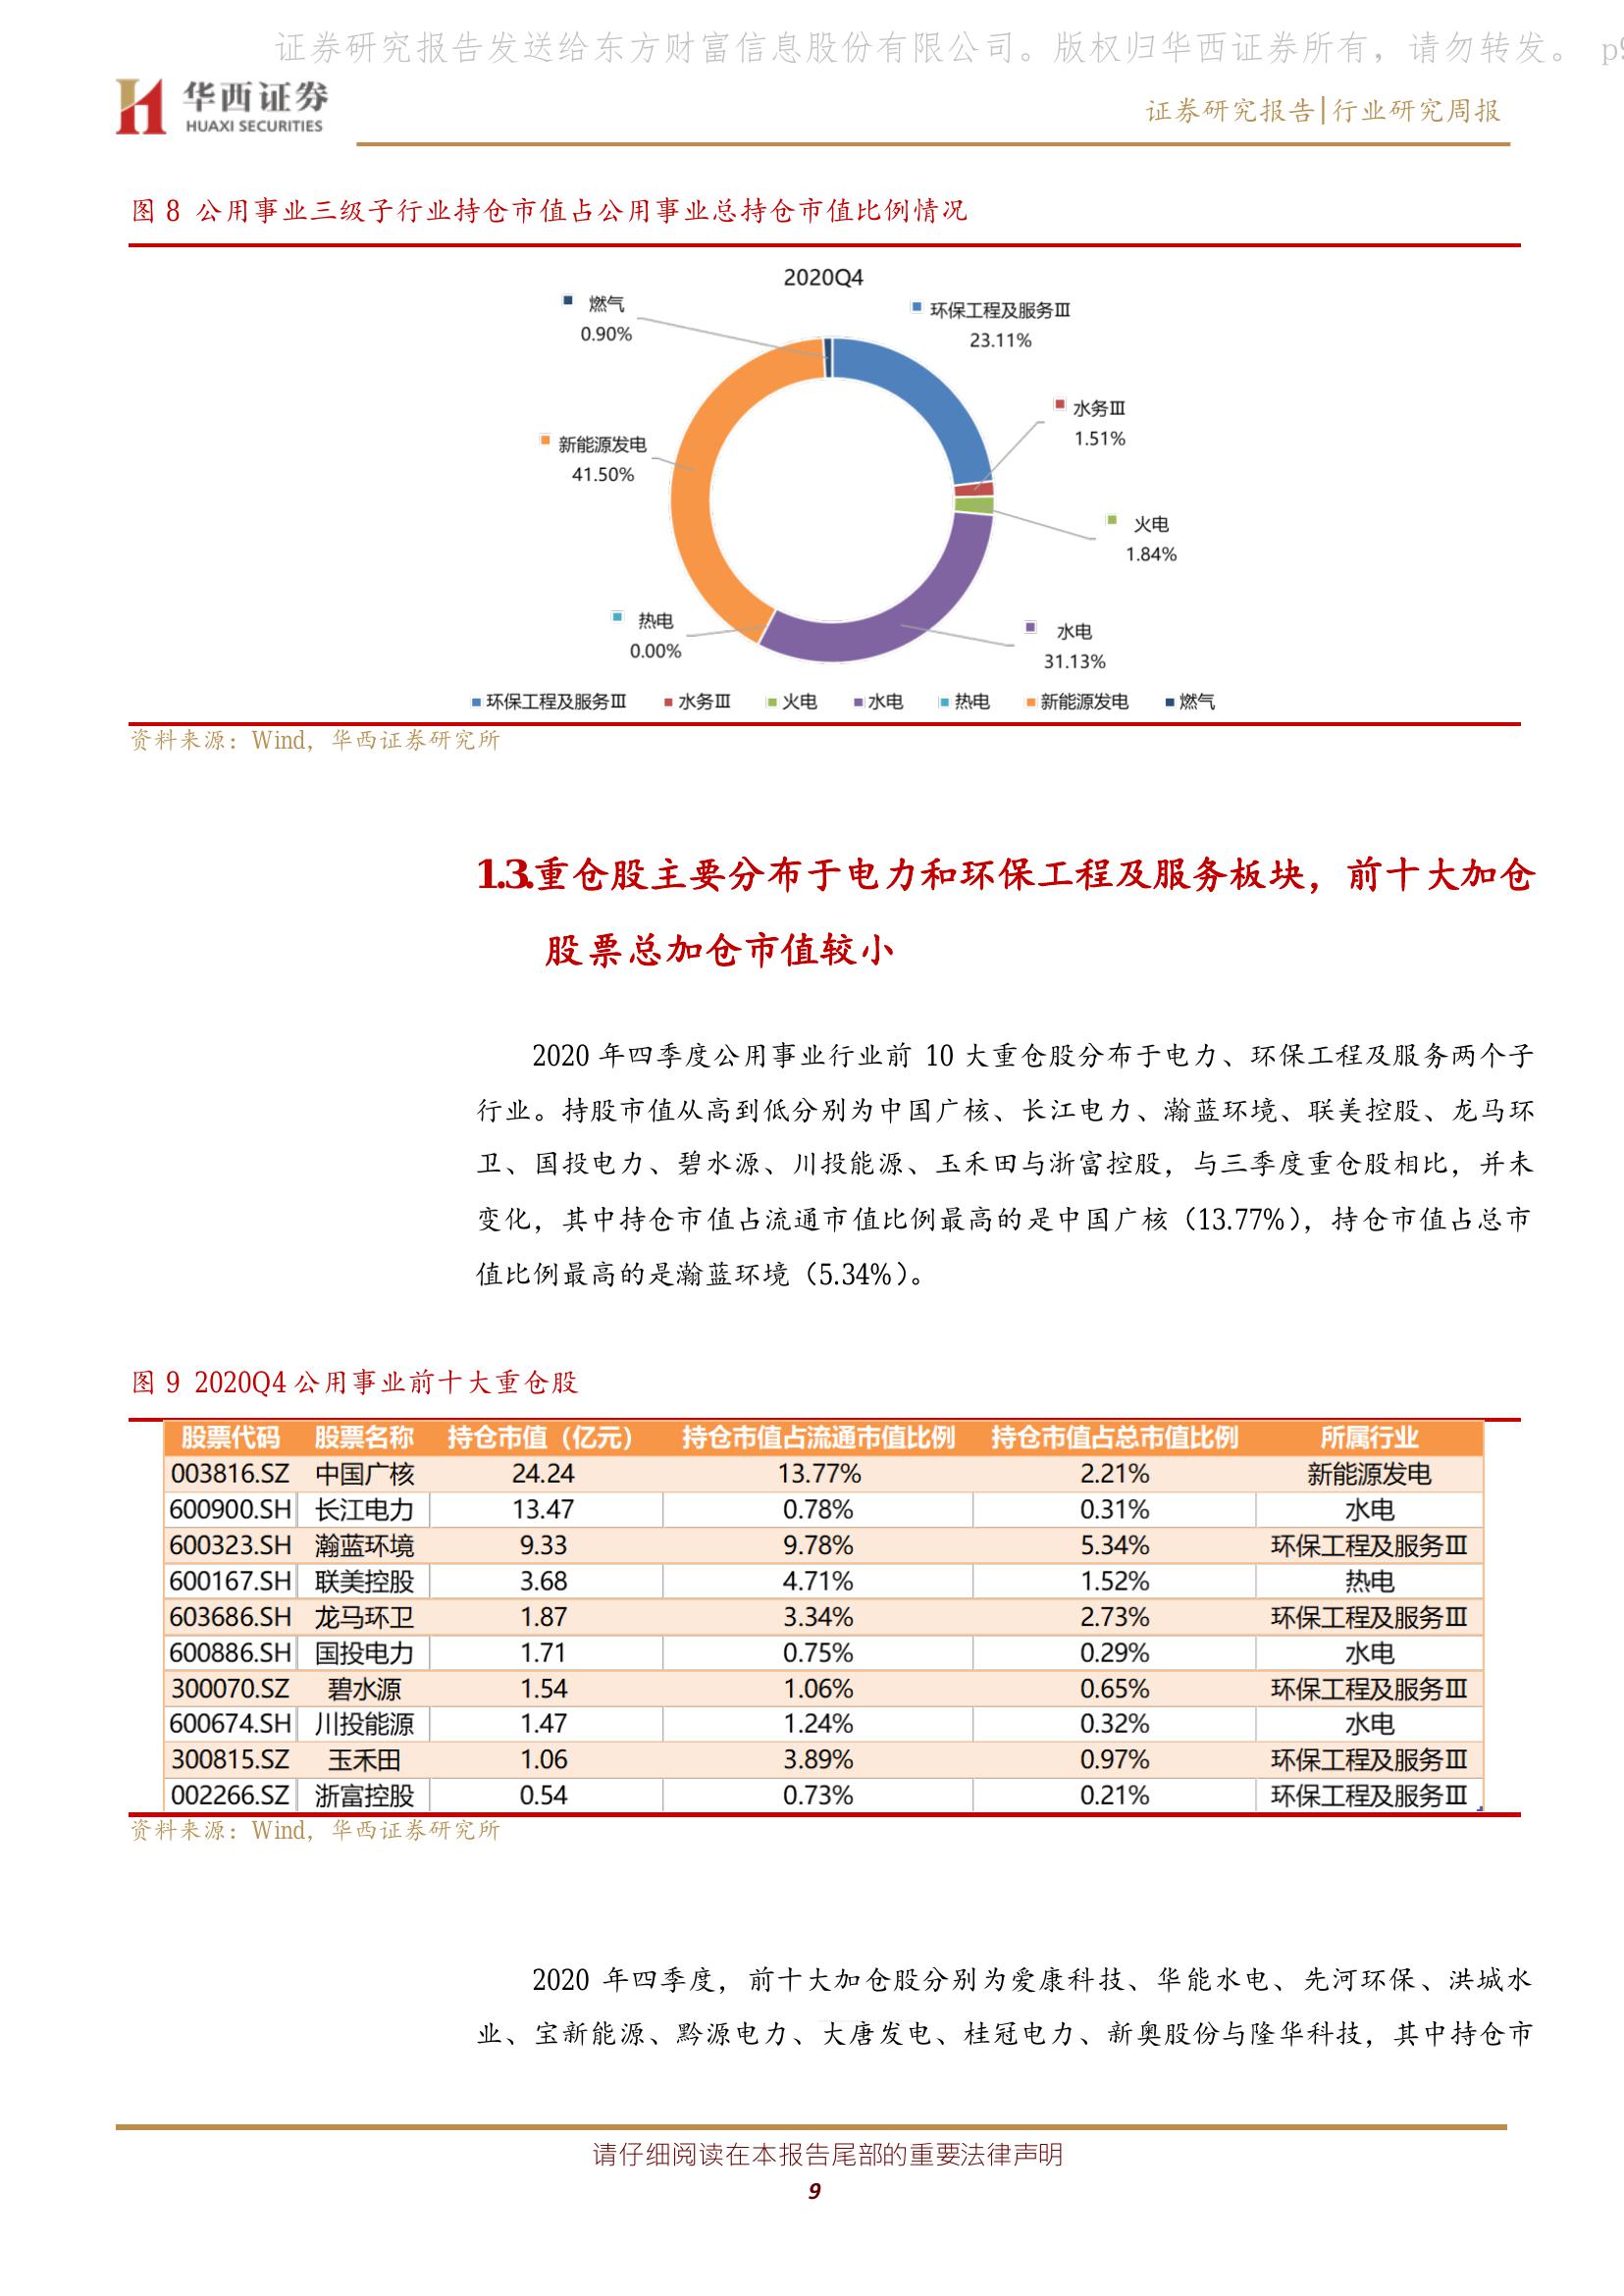 证券研究报告发送给东方财富信息股份有限公司。版权归华西证券所有，请勿转发。 p9
华西证券
HUAXI SECURITIES
证券研究报告|行业研究周报
图 8 公用事业三级子行业持仓市值占公用事业总持仓市值比例情况
2020Q4
燃气
0.90%
环保工程及服务Ⅲ
23.11%
水务Ⅲ
1.51%
新能源发电
41.50%
火电
1.84%
热电
0.00%
水电
31.13%
环保工程及服务Ⅲ 水务Ⅲ 火电 水电 热电 新能源发电 燃气
资料来源：Wind，华西证券研究所
1.3.重仓股主要分布于电力和环保工程及服务板块，前十大加仓
股票总加仓市值较小
2020 年四季度公用事业行业前 10 大重仓股分布于电力、环保工程及服务两个子
行业。持股市值从高到低分别为中国广核、长江电力、瀚蓝环境、联美控股、龙马环
卫、国投电力、碧水源、川投能源、玉禾田与浙富控股，与三季度重仓股相比，并未
变化，其中持仓市值占流通市值比例最高的是中国广核（13.77%），持仓市值占总市
值比例最高的是瀚蓝环境（5.34%）。
图 9 2020Q4 公用事业前十大重仓股
股票代码 股票名称 持仓市值（亿元） 持仓市值占流通市值比例 持仓市值占总市值比例 所属行业
003816.SZ 中国广核 24.24 13.77% 2.21% 新能源发电
600900.SH 长江电力 13.47 0.78% 0.31% 水电
600323.SH 瀚蓝环境 9.33 9.78% 5.34% 环保工程及服务Ⅲ
600167.SH 联美控股 3.68 4.71% 1.52% 热电
603686.SH 龙马环卫 1.87 3.34% 2.73% 环保工程及服务Ⅲ
600886.SH 国投电力 1.71 0.75% 0.29% 水电
300070.SZ 碧水源 1.54 1.06% 0.65% 环保工程及服务Ⅲ
600674.SH 川投能源 1.47 1.24% 0.32% 水电
300815.SZ 玉禾田 1.06 3.89% 0.97% 环保工程及服务Ⅲ
002266.SZ 浙富控股 0.54 0.73% 0.21% 环保工程及服务Ⅲ
资料来源：Wind，华西证券研究所
2020 年四季度，前十大加仓股分别为爱康科技、华能水电、先河环保、洪城水
业、宝新能源、黔源电力、大唐发电、桂冠电力、新奥股份与隆华科技，其中持仓市
请仔细阅读在本报告尾部的重要法律声明
9